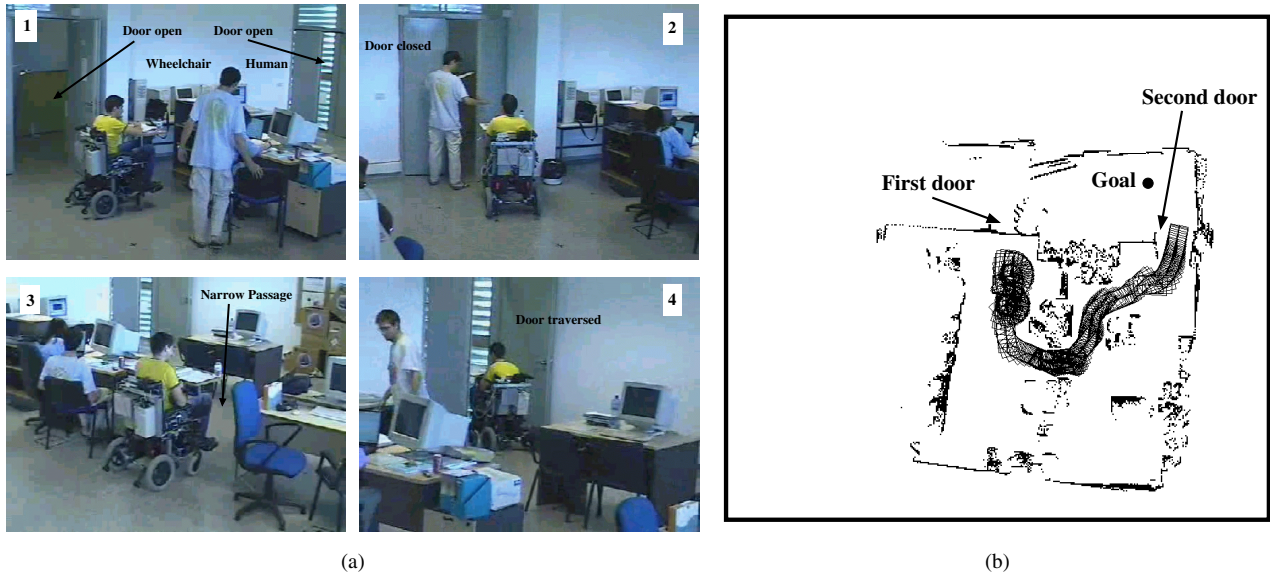 1
Door open
Door open
Wheelchair
Human
2
Door closed
3
Narrow Passage
4
Door traversed
(a)
Second door
First door
Goal
(b)